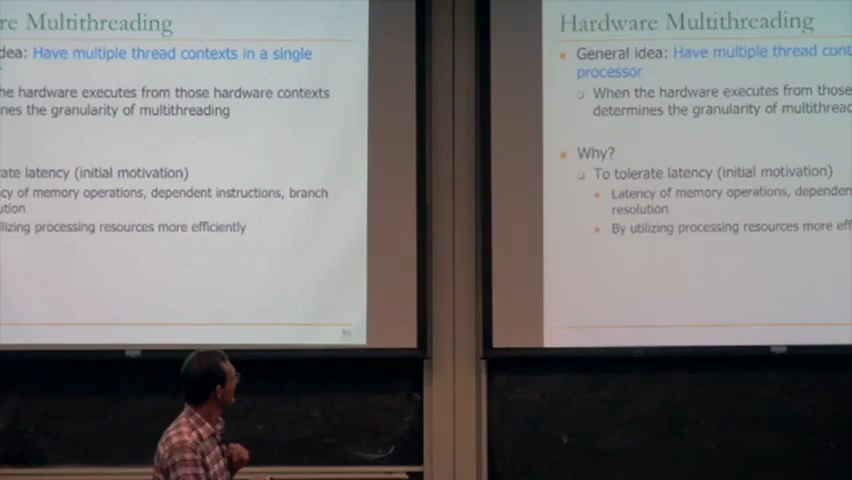 re Multithreading
dea: Have multiple thread contexts in a single
he hardware executes from those hardware contexts
nes the granularity of multithreading
ate latency (initial motivation)
cy of memory operations, dependent instructions, branch
ution
lizing processing resources more efficiently
50
Hardware Multithreading
General idea: Have multiple thread cont
processor
When the hardware executes from those
determines the granularity of multithread
Why?
To tolerate latency (initial motivation)
Latency of memory operations, dependen
resolution
By utilizing processing resources more eff